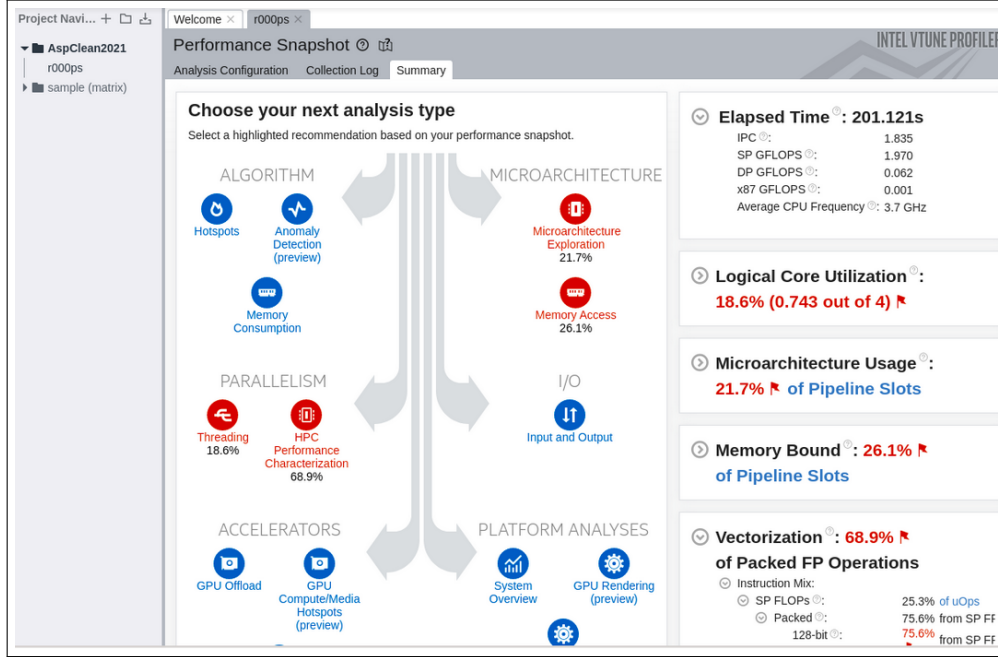 Project Navi...
Welcome
r000ps
AspClean2021
r000ps
sample (matrix)
Performance Snapshot
INTEL VTUNE PROFILER
Analysis Configuration
Collection Log
Summary
Choose your next analysis type
Select a highlighted recommendation based on your performance snapshot.
ALGORITHM
Hotspots
Anomaly
Detection
(preview)
Memory
Consumption
MICROARCHITECTURE
Microarchitecture
Exploration
21.7%
Memory Access
26.1%
PARALLELISM
Threading
18.6%
HPC
Performance
Characterization
68.9%
I/O
Input and Output
ACCELERATORS
GPU Offload
GPU
Compute/Media
Hotspots
(preview)
PLATFORM ANALYSES
System
Overview
GPU Rendering
(preview)
Elapsed Time: 201.121s
IPC: 1.835
SP GFLOPS: 1.970
DP GFLOPS: 0.062
x87 GFLOPS: 0.001
Average CPU Frequency: 3.7 GHz
Logical Core Utilization:
18.6% (0.743 out of 4)
Microarchitecture Usage:
21.7% of Pipeline Slots
Memory Bound: 26.1%
of Pipeline Slots
Vectorization: 68.9%
of Packed FP Operations
Instruction Mix:
SP FLOPs: 25.3% of uOps
Packed: 75.6% from SP FF
128-bit: 75.6% from SP FF